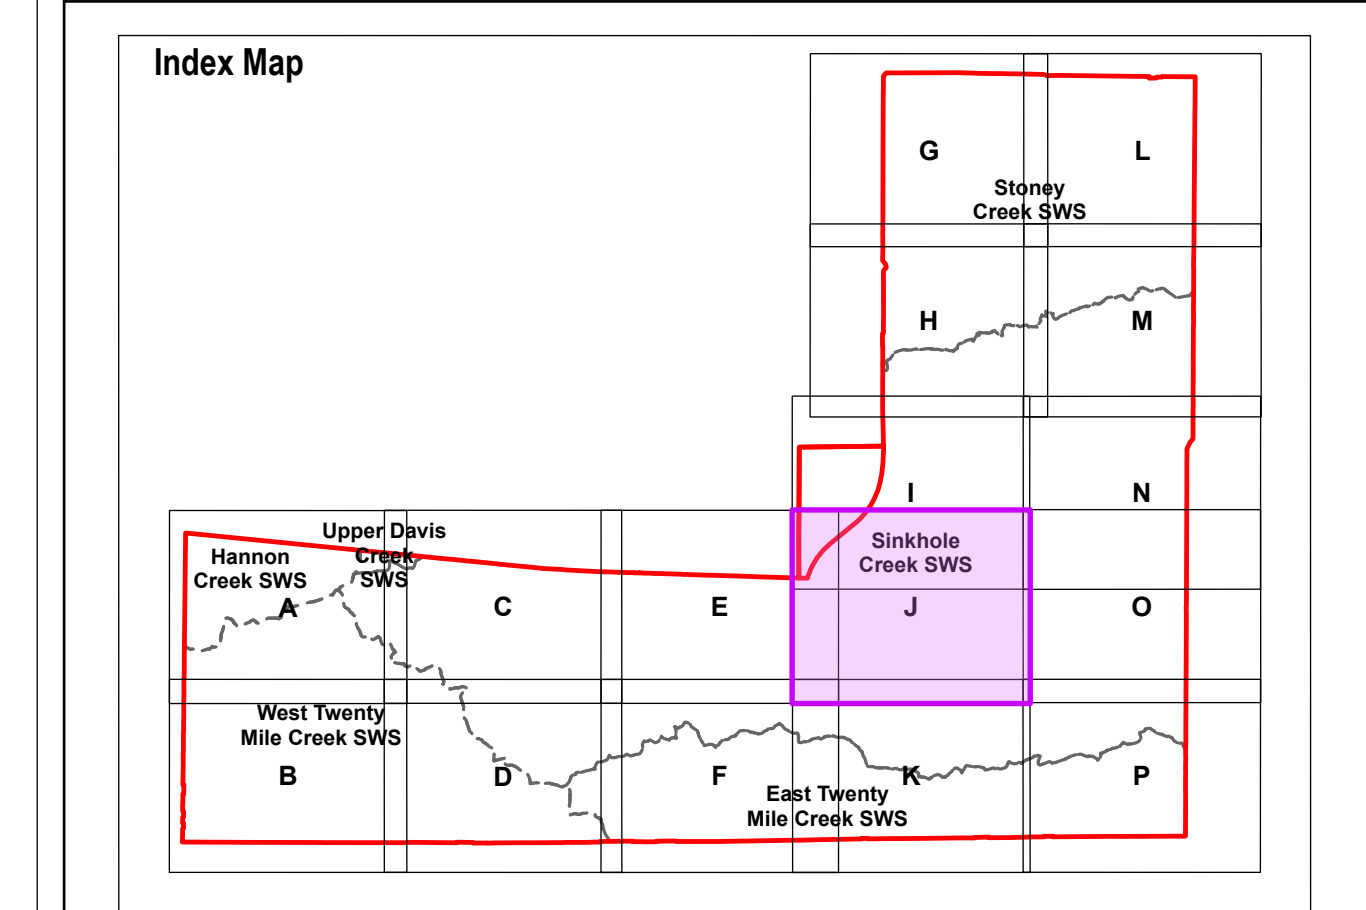 Index Map
G
L
Stoney
Creek SWS
H
M
I
N
Upper Davis
Creek
SWS
Hannon
Creek SWS
Sinkhole
Creek SWS
A
C
E
J
O
West Twenty
Mile Creek SWS
B
D
F
K
P
East Twenty
Mile Creek SWS